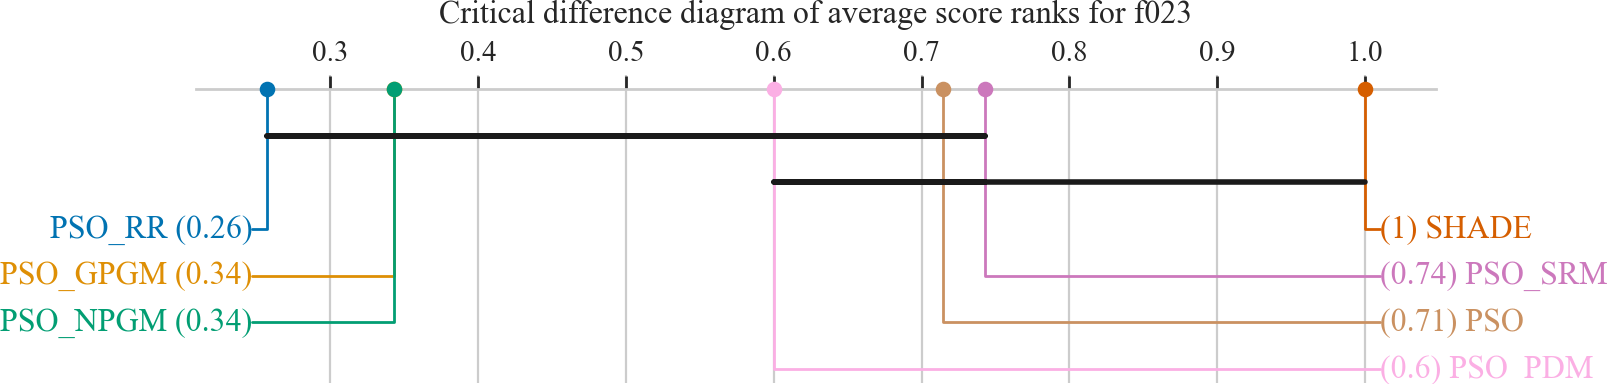 Critical difference diagram of average score ranks for f023
0.3 0.4 0.5 0.6 0.7 0.8 0.9 1.0
PSO_RR (0.26) (1) SHADE
PSO_GPGM (0.34) (0.74) PSO_SRM
PSO_NPGM (0.34) (0.71) PSO
(0.6) PSO_PDM